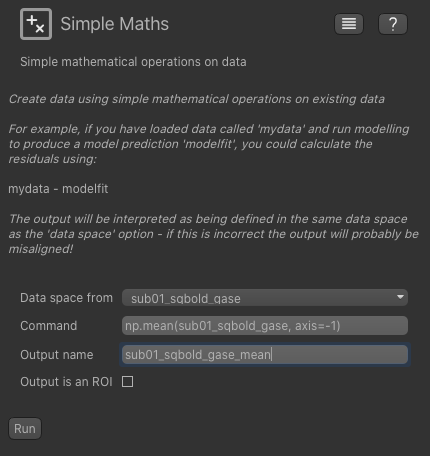 Simple Maths
?
Simple mathematical operations on data
Create data using simple mathematical operations on existing data
For example, if you have loaded data called 'mydata' and run modelling
to produce a model prediction 'modelfit', you could calculate the
residuals using:
mydata - modelfit
The output will be interpreted as being defined in the same data space
as the 'data space' option - if this is incorrect the output will probably be
misaligned!
Data space from sub01_sqbold_gase
Command np.mean(sub01_sqbold_gase, axis=-1)
Output name sub01_sqbold_gase_mean
Output is an ROI
Run